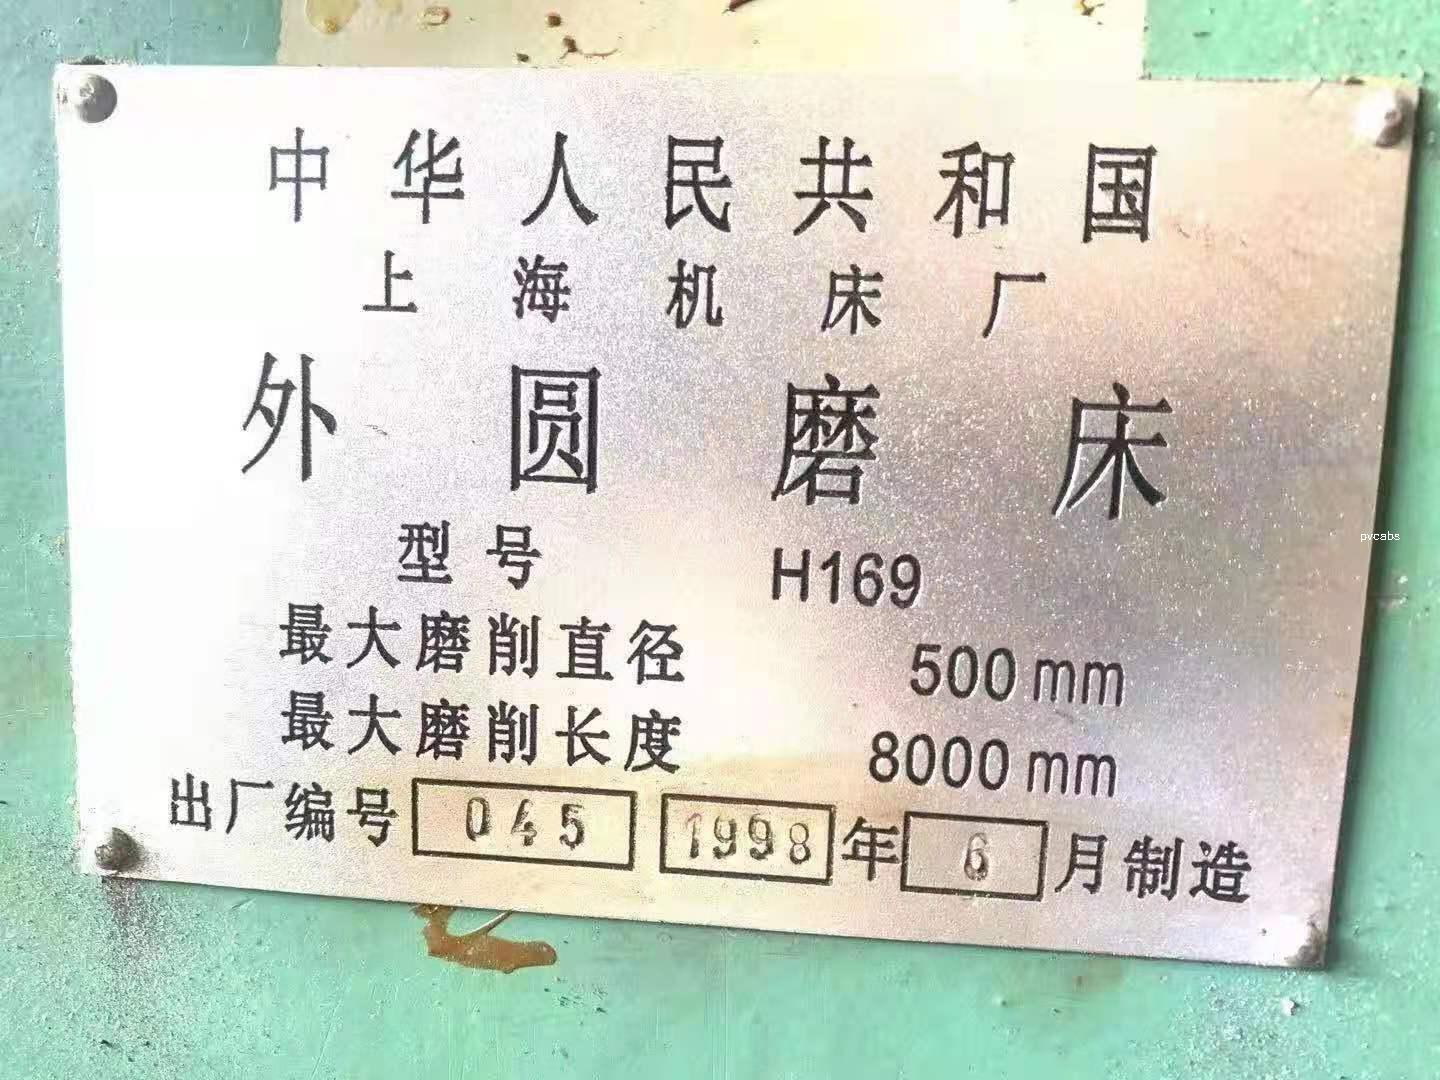 中华人民共和国
上海机床厂
外圆磨床
型号 H169
最大磨削直径 500mm
最大磨削长度 8000mm
出厂编号 045 1998 年 6 月制造
pvcabs